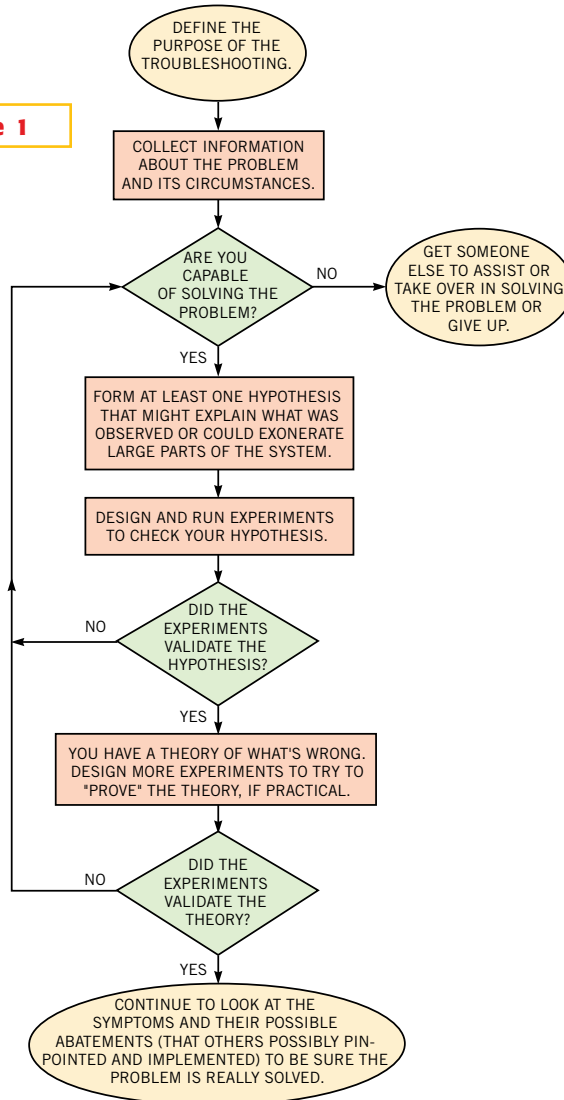 DEFINE THE
PURPOSE OF THE
TROUBLESHOOTING.
e 1
COLLECT INFORMATION
ABOUT THE PROBLEM
AND ITS CIRCUMSTANCES.
ARE YOU
CAPABLE
OF SOLVING THE
PROBLEM?
NO
GET SOMEONE
ELSE TO ASSIST OR
TAKE OVER IN SOLVING
THE PROBLEM OR
GIVE UP.
YES
FORM AT LEAST ONE HYPOTHESIS
THAT MIGHT EXPLAIN WHAT WAS
OBSERVED OR COULD EXONERATE
LARGE PARTS OF THE SYSTEM.
DESIGN AND RUN EXPERIMENTS
TO CHECK YOUR HYPOTHESIS.
DID THE
EXPERIMENTS
VALIDATE THE
HYPOTHESIS?
NO
YES
YOU HAVE A THEORY OF WHAT'S WRONG.
DESIGN MORE EXPERIMENTS TO TRY TO
"PROVE" THE THEORY, IF PRACTICAL.
DID THE
EXPERIMENTS
VALIDATE THE
THEORY?
NO
YES
CONTINUE TO LOOK AT THE
SYMPTOMS AND THEIR POSSIBLE
ABATEMENTS (THAT OTHERS POSSIBLY PIN-
POINTED AND IMPLEMENTED) TO BE SURE THE
PROBLEM IS REALLY SOLVED.